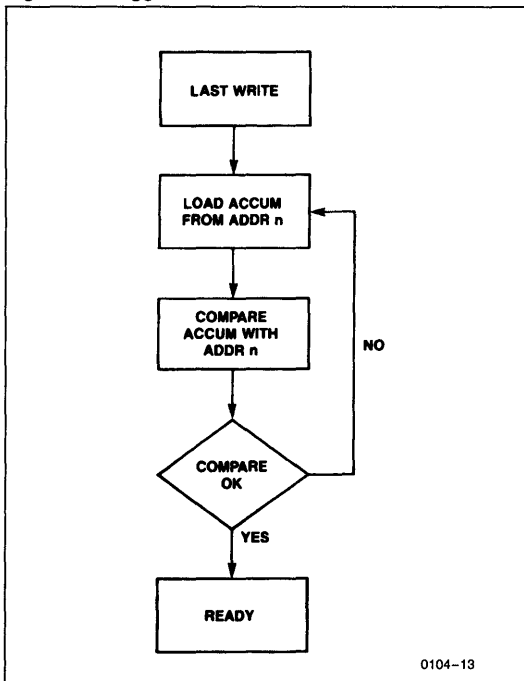 LAST WRITE
LOAD ACCUM
FROM ADDR n
COMPARE
ACCUM WITH
ADDR n
NO
COMPARE
OK
YES
READY
0104–13